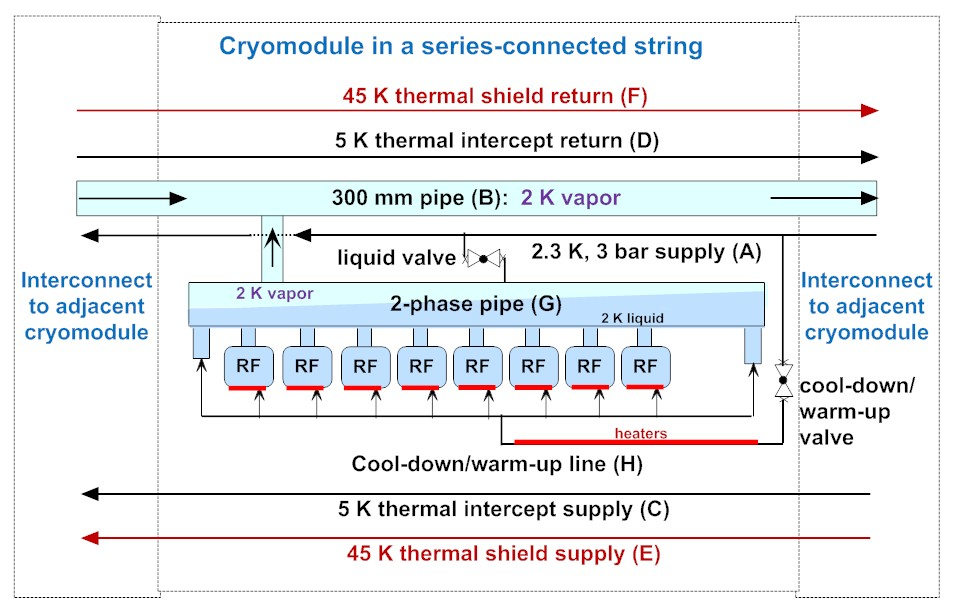 Cryomodule in a series-connected string
45 K thermal shield return (F)
5 K thermal intercept return (D)
300 mm pipe (B): 2 K vapor
liquid valve
2.3 K, 3 bar supply (A)
Interconnect
to adjacent
cryomodule
Interconnect
to adjacent
cryomodule
2 K vapor
2-phase pipe (G)
2 K liquid
RF RF RF RF RF RF RF RF
cool-down/
warm-up
valve
heaters
Cool-down/warm-up line (H)
5 K thermal intercept supply (C)
45 K thermal shield supply (E)